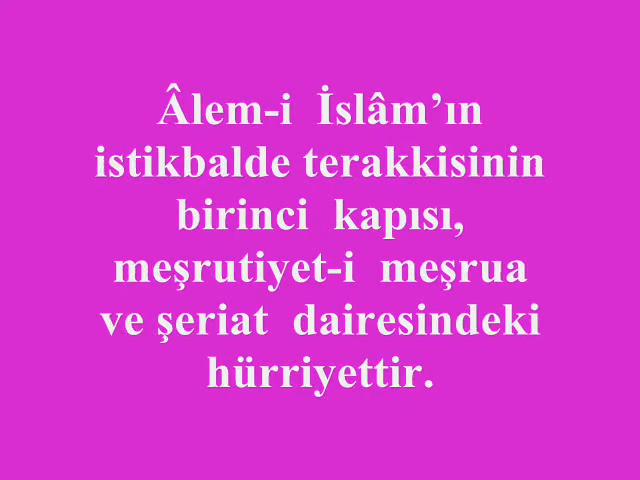 Âlem-i İslâm’ın
istikbalde terakkisinin
birinci kapısı,
meşrutiyet-i meşrua
ve şeriat dairesindeki
hürriyettir.